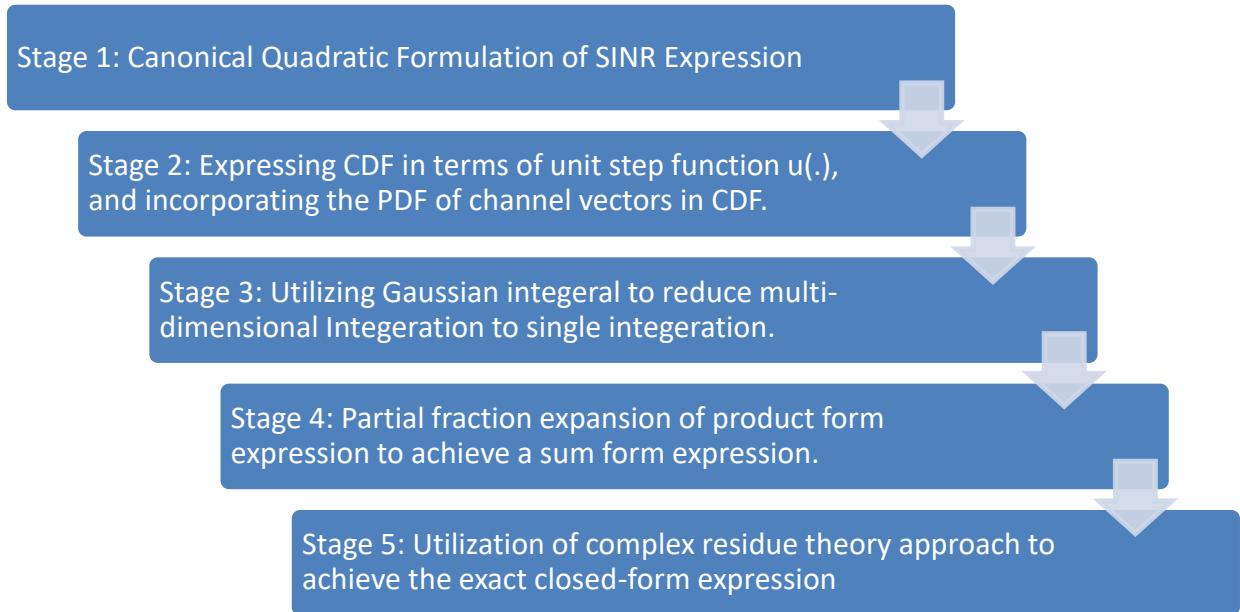 Stage 1: Canonical Quadratic Formulation of SINR Expression
Stage 2: Expressing CDF in terms of unit step function u(.),
and incorporating the PDF of channel vectors in CDF.
Stage 3: Utilizing Gaussian integeral to reduce multi-
dimensional Integeration to single integeration.
Stage 4: Partial fraction expansion of product form
expression to achieve a sum form expression.
Stage 5: Utilization of complex residue theory approach to
achieve the exact closed-form expression